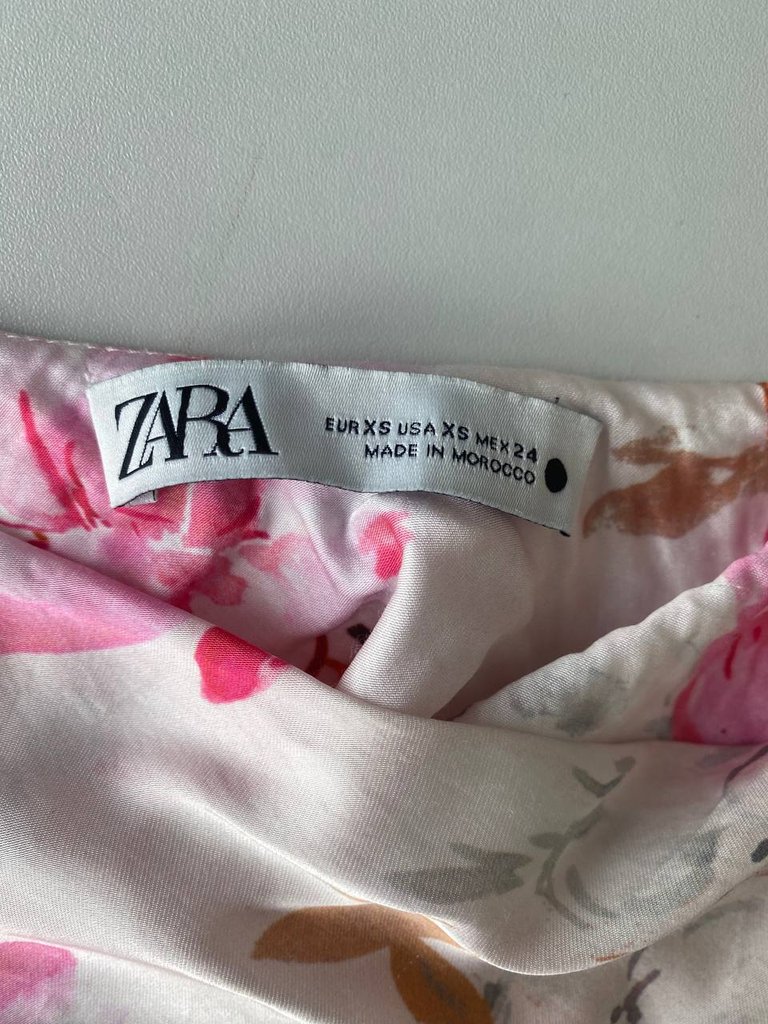 ZARA
EUR XS USA XS MEX 24
MADE IN MOROCCO